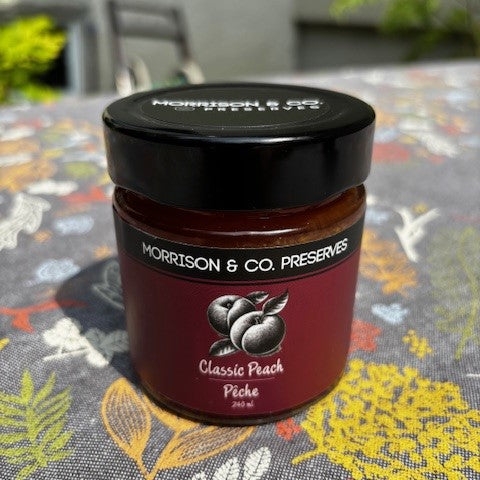 MORRISON & CO.
PRESERVES
MORRISON & CO. PRESERVES
Classic Peach
Pêche
240 ml